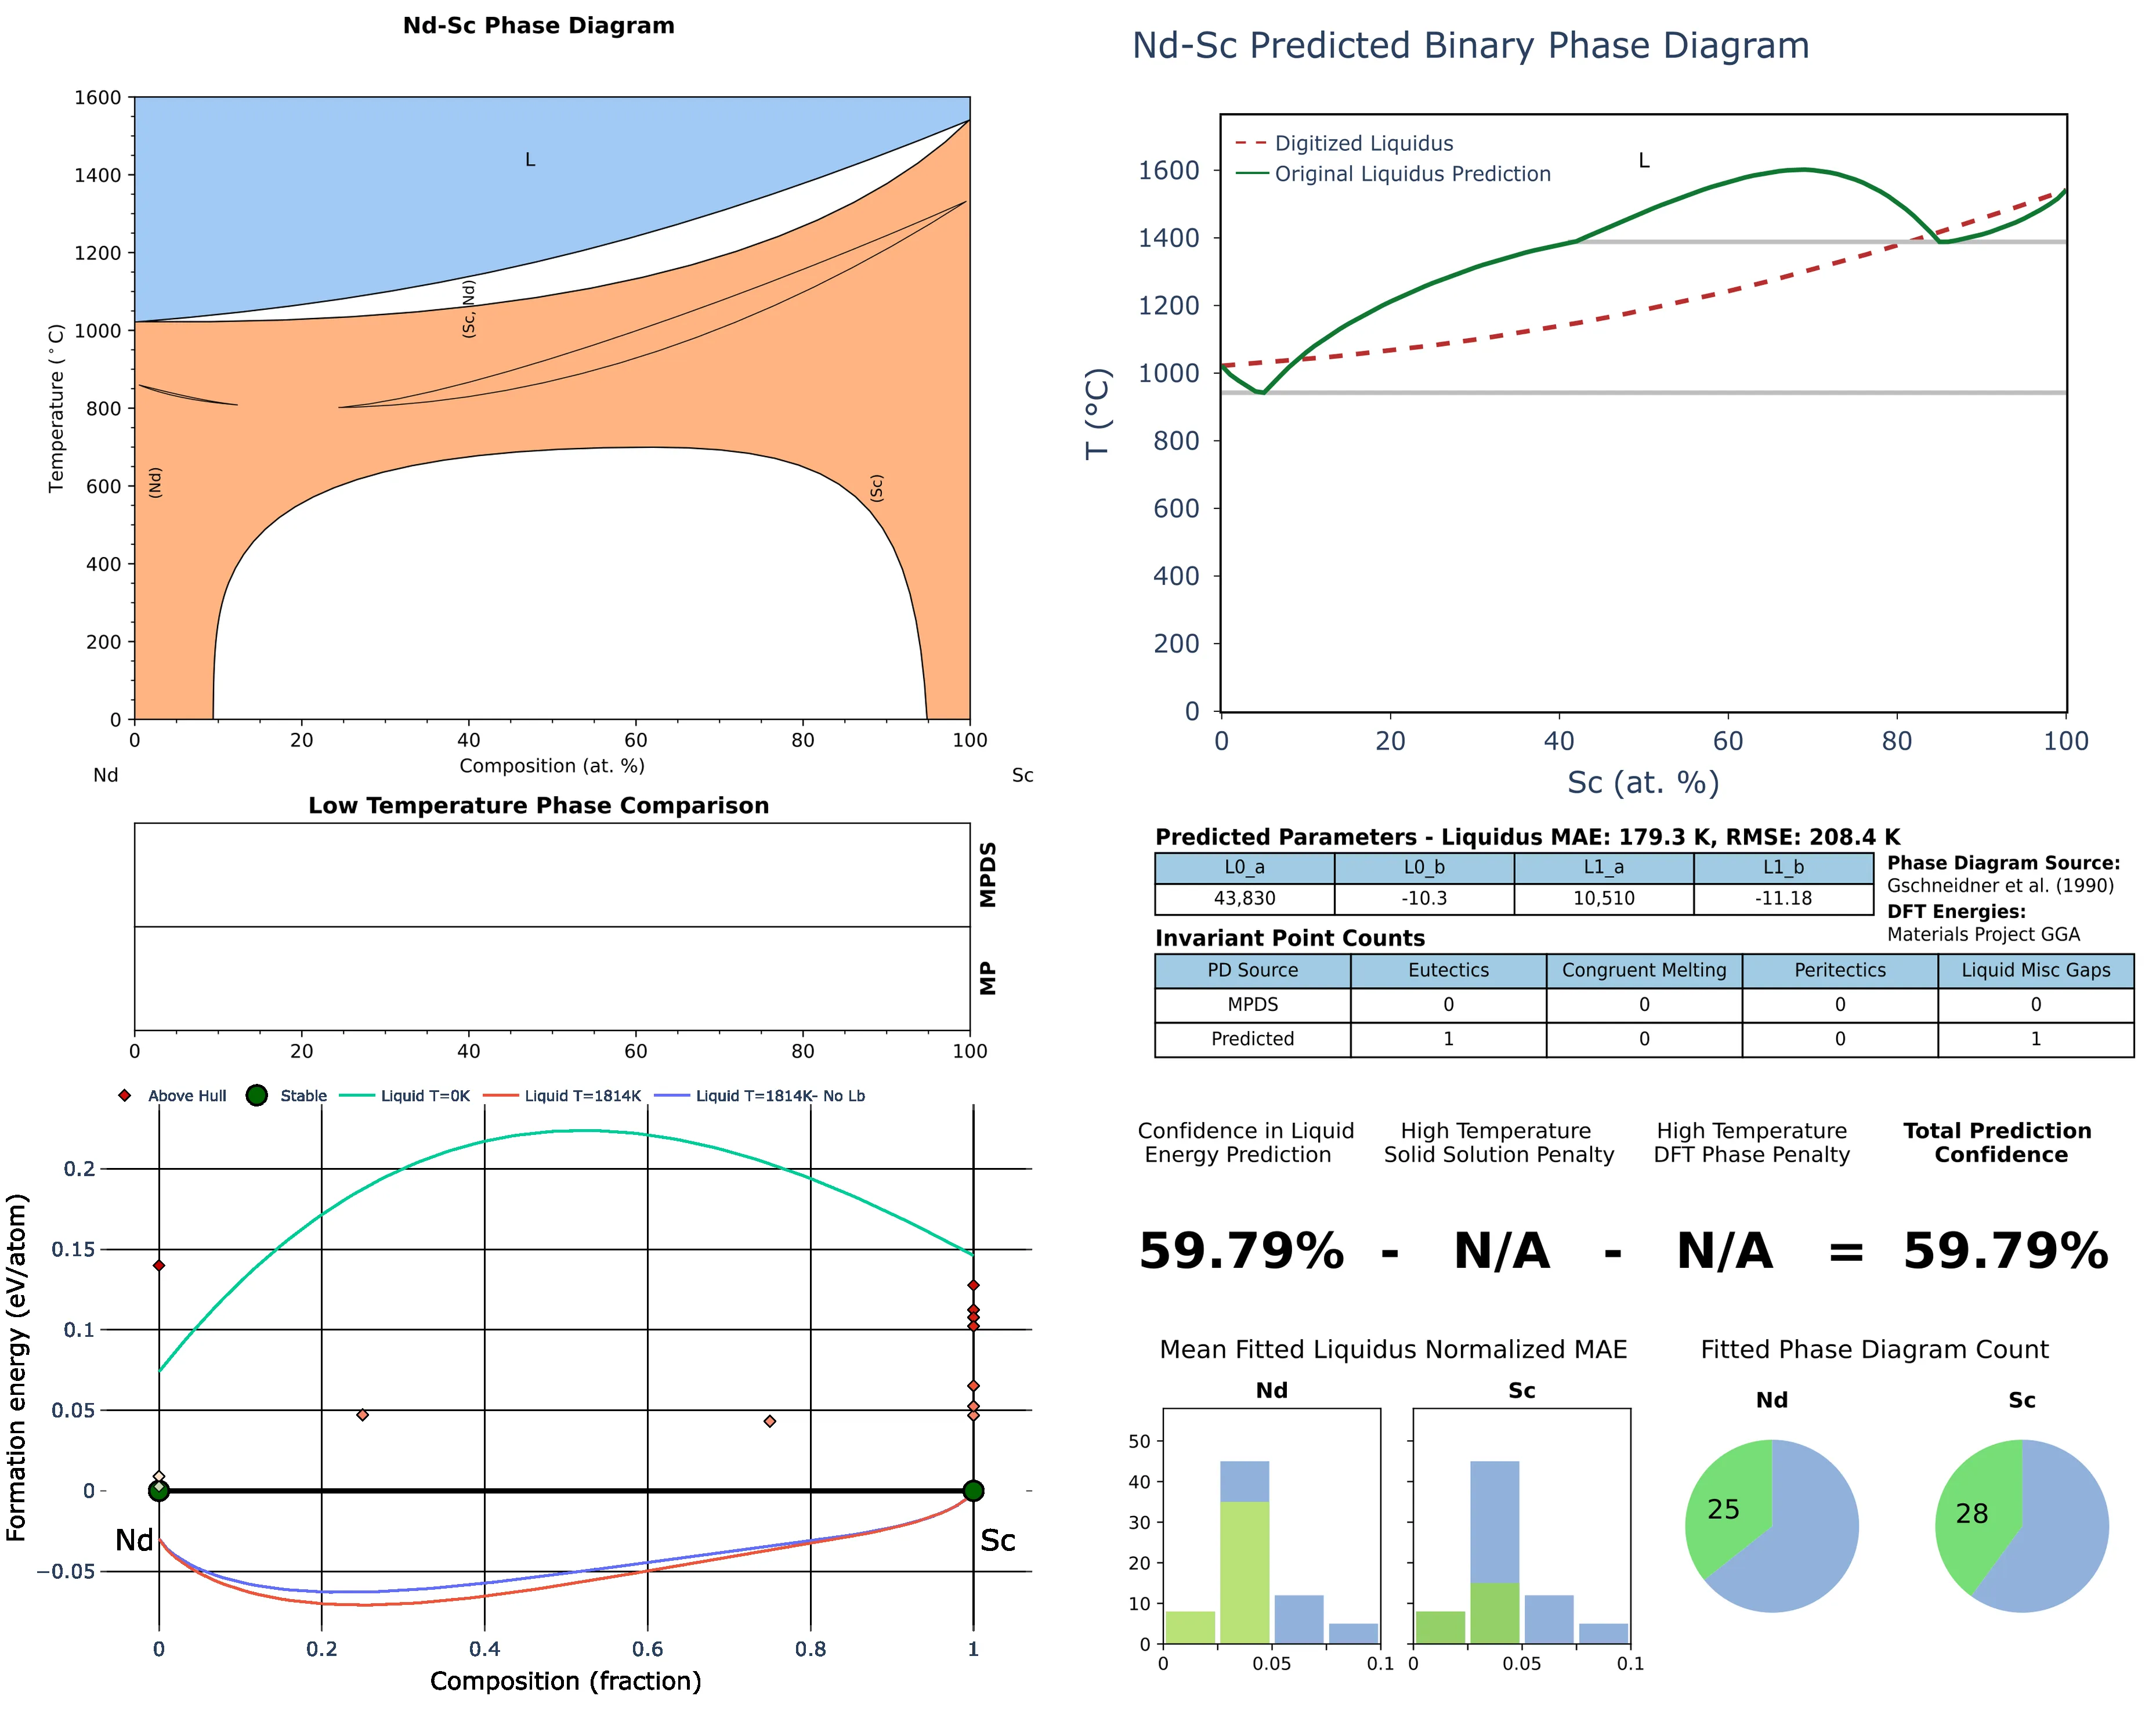 Nd-Sc Phase Diagram
1600
1400
1200
1000
800
600
400
200
0
Temperature (°C)
L
(Sc, Nd)
(Nd)
(Sc)
0 20 40 60 80 100
Composition (at. %)
Nd Sc
Nd-Sc Predicted Binary Phase Diagram
Digitized Liquidus
Original Liquidus Prediction
L
1600
1400
1200
1000
800
600
400
200
0
T (°C)
0 20 40 60 80 100
Sc (at. %)
Low Temperature Phase Comparison
MPDS
MP
0 20 40 60 80 100
Predicted Parameters - Liquidus MAE: 179.3 K, RMSE: 208.4 K
L0_a L0_b L1_a L1_b
43,830 -10.3 10,510 -11.18
Phase Diagram Source:
Gschneidner et al. (1990)
DFT Energies:
Materials Project GGA
Invariant Point Counts
PD Source Eutectics Congruent Melting Peritectics Liquid Misc Gaps
MPDS 0 0 0 0
Predicted 1 0 0 1
Above Hull Stable Liquid T=0K Liquid T=1814K Liquid T=1814K- No Lb
0.2
0.15
0.1
0.05
0
−0.05
Formation energy (eV/atom)
Nd Sc
0 0.2 0.4 0.6 0.8 1
Composition (fraction)
Confidence in Liquid
Energy Prediction
High Temperature
Solid Solution Penalty
High Temperature
DFT Phase Penalty
Total Prediction
Confidence
59.79% - N/A - N/A = 59.79%
Mean Fitted Liquidus Normalized MAE
Nd Sc
50
40
30
20
10
0
0 0.05 0.1 0 0.05 0.1
Fitted Phase Diagram Count
Nd Sc
25 28